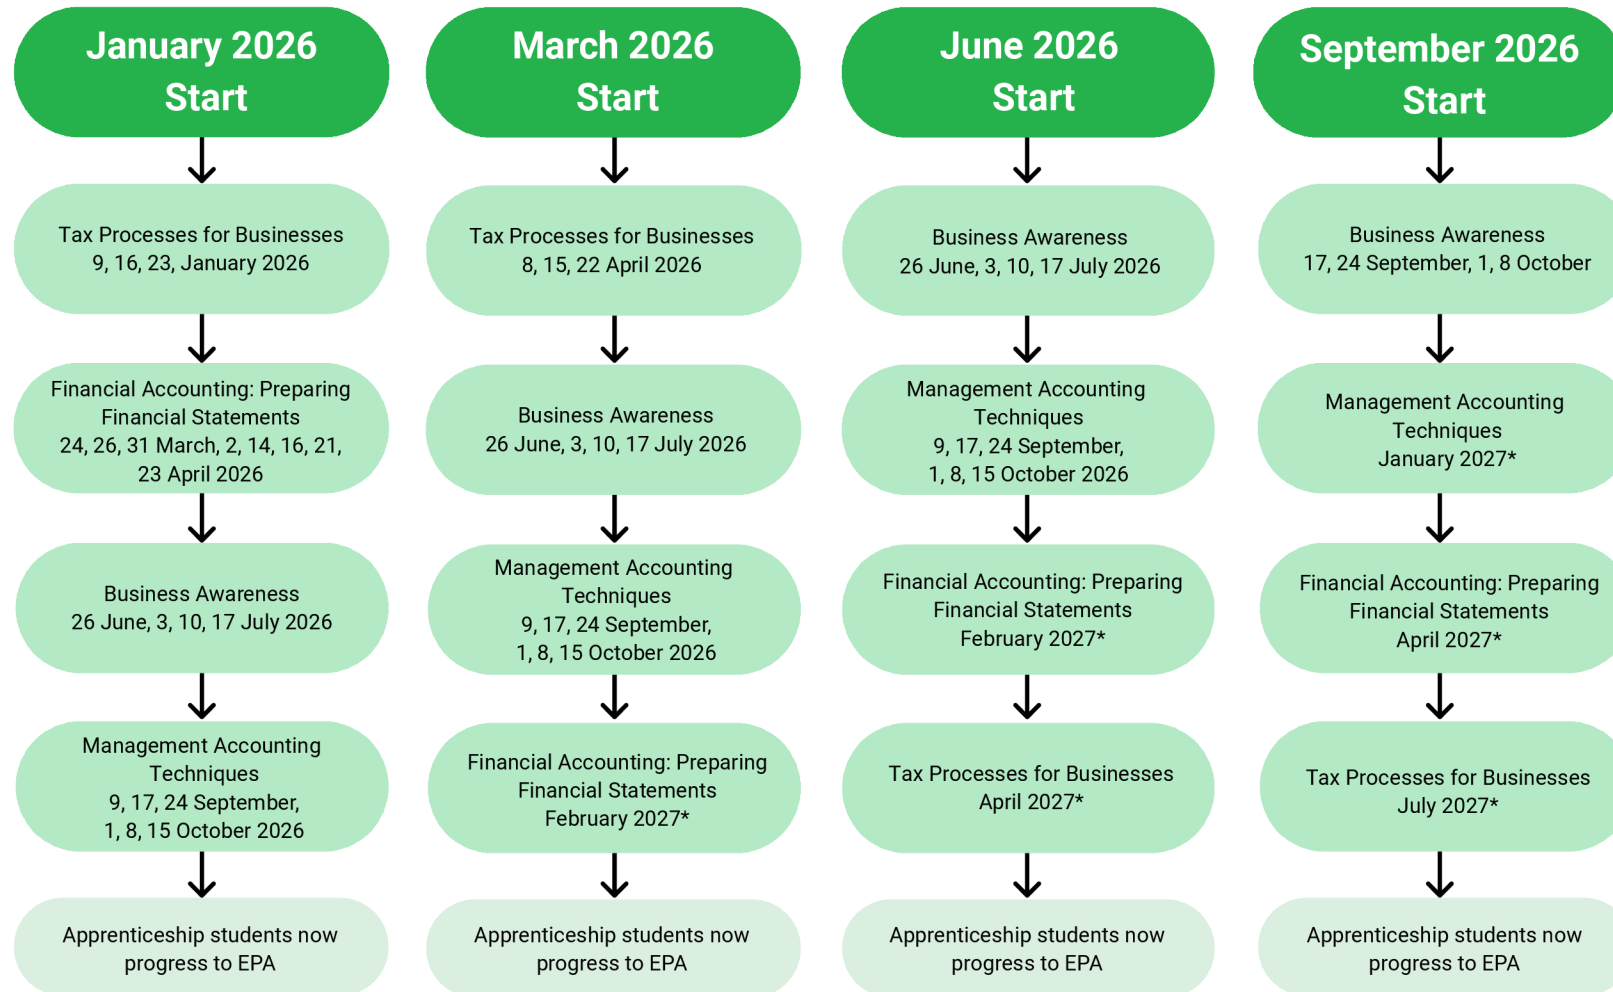 January 2026
Start
Tax Processes for Businesses
9, 16, 23, January 2026
Financial Accounting: Preparing
Financial Statements
24, 26, 31 March, 2, 14, 16, 21,
23 April 2026
Business Awareness
26 June, 3, 10, 17 July 2026
Management Accounting
Techniques
9, 17, 24 September,
1, 8, 15 October 2026
Apprenticeship students now
progress to EPA
March 2026
Start
Tax Processes for Businesses
8, 15, 22 April 2026
Business Awareness
26 June, 3, 10, 17 July 2026
Management Accounting
Techniques
9, 17, 24 September,
1, 8, 15 October 2026
Financial Accounting: Preparing
Financial Statements
February 2027*
Apprenticeship students now
progress to EPA
June 2026
Start
Business Awareness
26 June, 3, 10, 17 July 2026
Management Accounting
Techniques
9, 17, 24 September,
1, 8, 15 October 2026
Financial Accounting: Preparing
Financial Statements
February 2027*
Tax Processes for Businesses
April 2027*
Apprenticeship students now
progress to EPA
September 2026
Start
Business Awareness
17, 24 September, 1, 8 October
Management Accounting
Techniques
January 2027*
Financial Accounting: Preparing
Financial Statements
April 2027*
Tax Processes for Businesses
July 2027*
Apprenticeship students now
progress to EPA